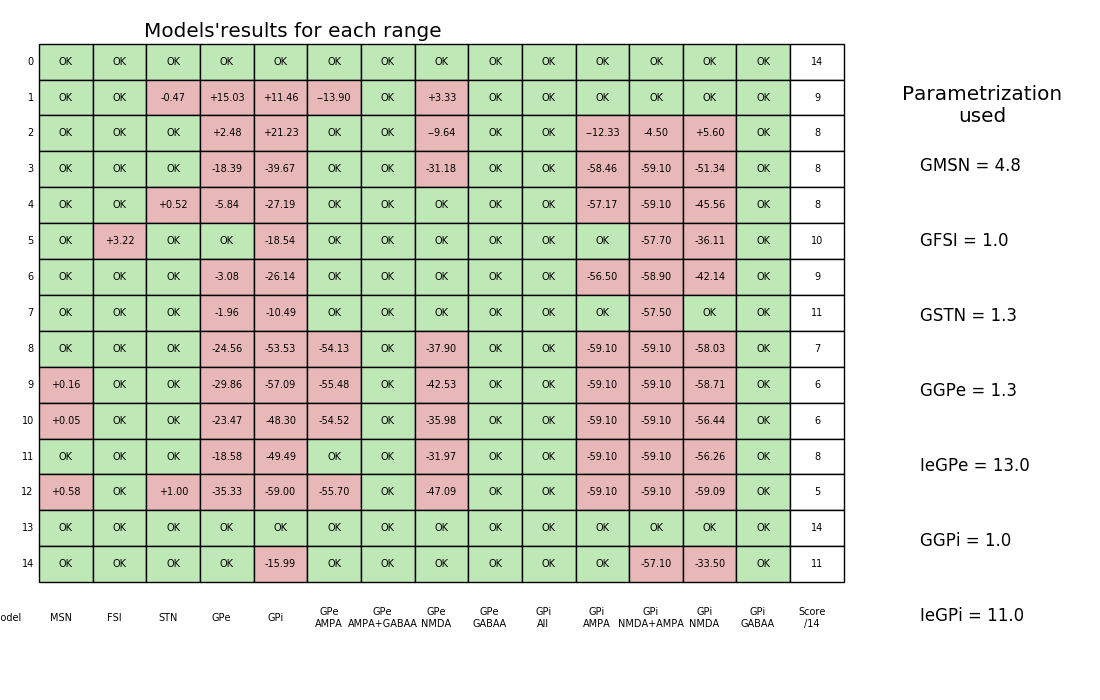 Models'results for each range
0 OK OK OK OK OK OK OK OK OK OK OK OK OK OK 14
1 OK OK -0.47 +15.03 +11.46 --13.90 OK +3.33 OK OK OK OK OK OK 9
2 OK OK OK +2.48 +21.23 OK OK --9.64 OK OK --12.33 -4.50 +5.60 OK 8
3 OK OK OK -18.39 -39.67 OK OK -31.18 OK OK -58.46 -59.10 -51.34 OK 8
4 OK OK +0.52 -5.84 -27.19 OK OK OK OK OK -57.17 -59.10 -45.56 OK 8
5 OK +3.22 OK OK -18.54 OK OK OK OK OK OK -57.70 -36.11 OK 10
6 OK OK OK -3.08 -26.14 OK OK OK OK OK -56.50 -58.90 -42.14 OK 9
7 OK OK OK -1.96 -10.49 OK OK OK OK OK OK -57.50 OK OK 11
8 OK OK OK -24.56 -53.53 -54.13 OK -37.90 OK OK -59.10 -59.10 -58.03 OK 7
9 +0.16 OK OK -29.86 -57.09 -55.48 OK -42.53 OK OK -59.10 -59.10 -58.71 OK 6
10 +0.05 OK OK -23.47 -48.30 -54.52 OK -35.98 OK OK -59.10 -59.10 -56.44 OK 6
11 OK OK OK -18.58 -49.49 OK OK -31.97 OK OK -59.10 -59.10 -56.26 OK 8
12 +0.58 OK +1.00 -35.33 -59.00 -55.70 OK -47.09 OK OK -59.10 -59.10 -59.09 OK 5
13 OK OK OK OK OK OK OK OK OK OK OK OK OK OK 14
14 OK OK OK OK -15.99 OK OK OK OK OK OK -57.10 -33.50 OK 11
GPe GPe GPe GPe GPi GPi GPi GPi GPi Score
odel MSN FSI STN GPe GPi
AMPA AMPA+GABAA NMDA GABAA All AMPA NMDA+AMPA NMDA GABAA /14
Parametrization
used
GMSN = 4.8
GFSI = 1.0
GSTN = 1.3
GGPe = 1.3
IeGPe = 13.0
GGPi = 1.0
IeGPi = 11.0